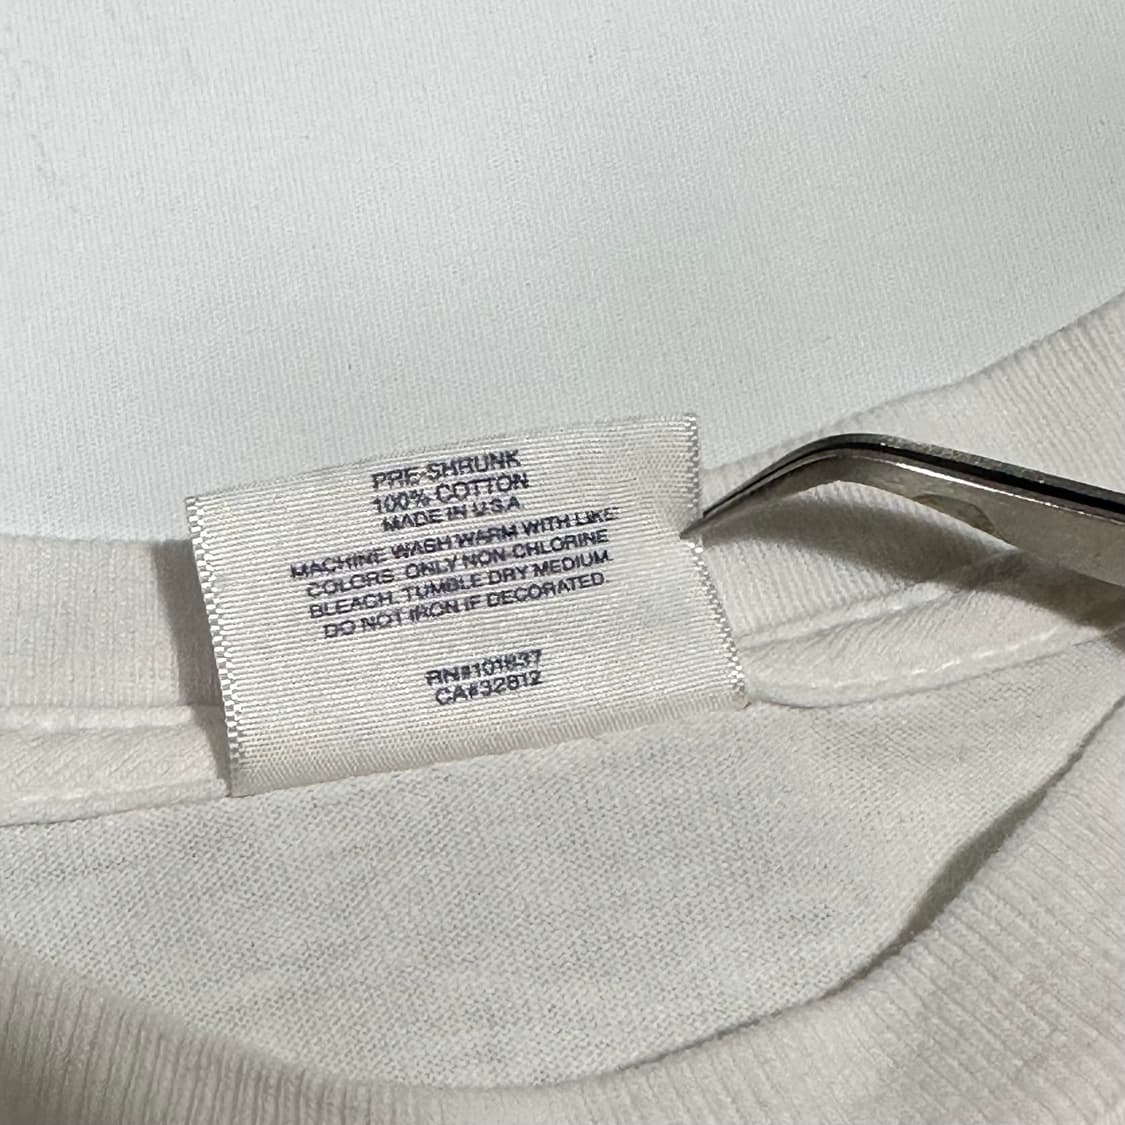 PRE-SHRUNK
100% COTTON
MADE IN U.S.A.
MACHINE WASH WARM WITH LIKE
COLORS. ONLY NON-CHLORINE
BLEACH. TUMBLE DRY MEDIUM.
DO NOT IRON IF DECORATED.
RN#101837
CA#32812